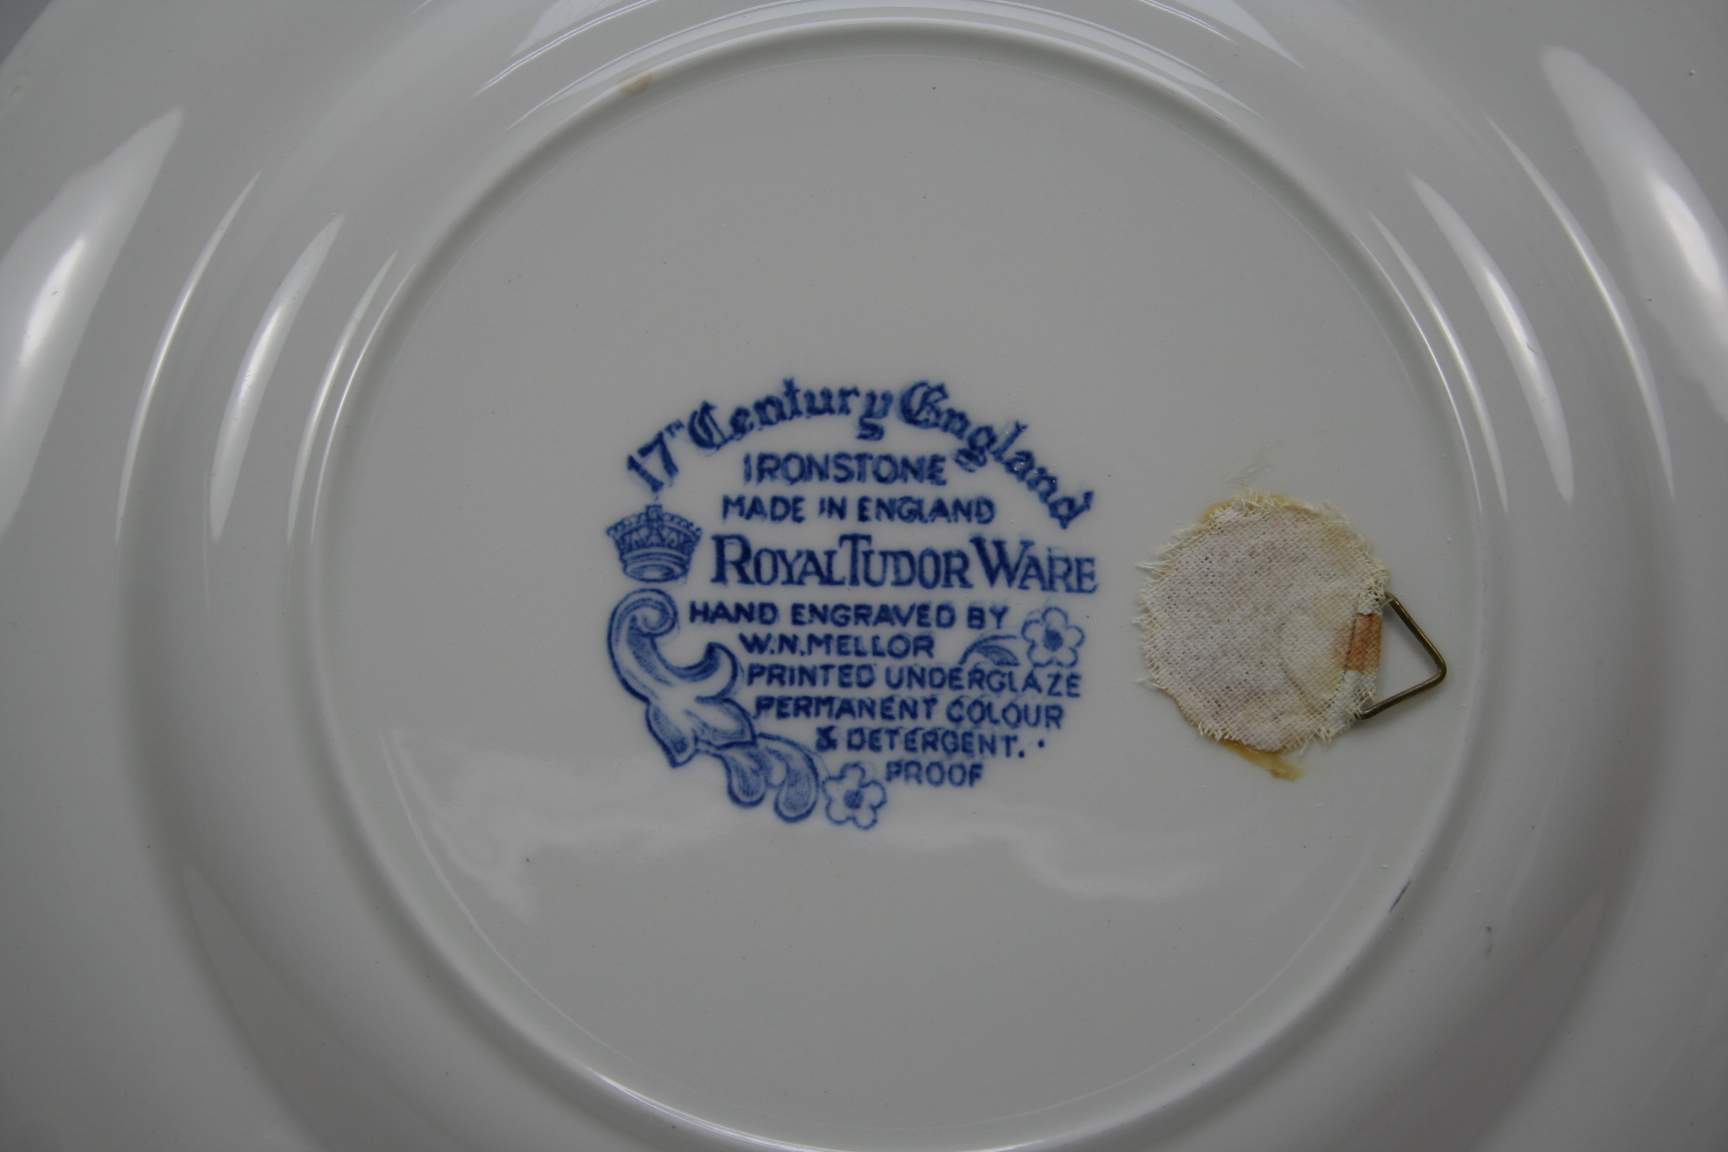 17TH Century England
IRONSTONE
MADE IN ENGLAND
ROYAL TUDOR WARE
HAND ENGRAVED BY
W.N.MELLOR
PRINTED UNDERGLAZE
PERMANENT COLOUR
& DETERGENT.
PROOF